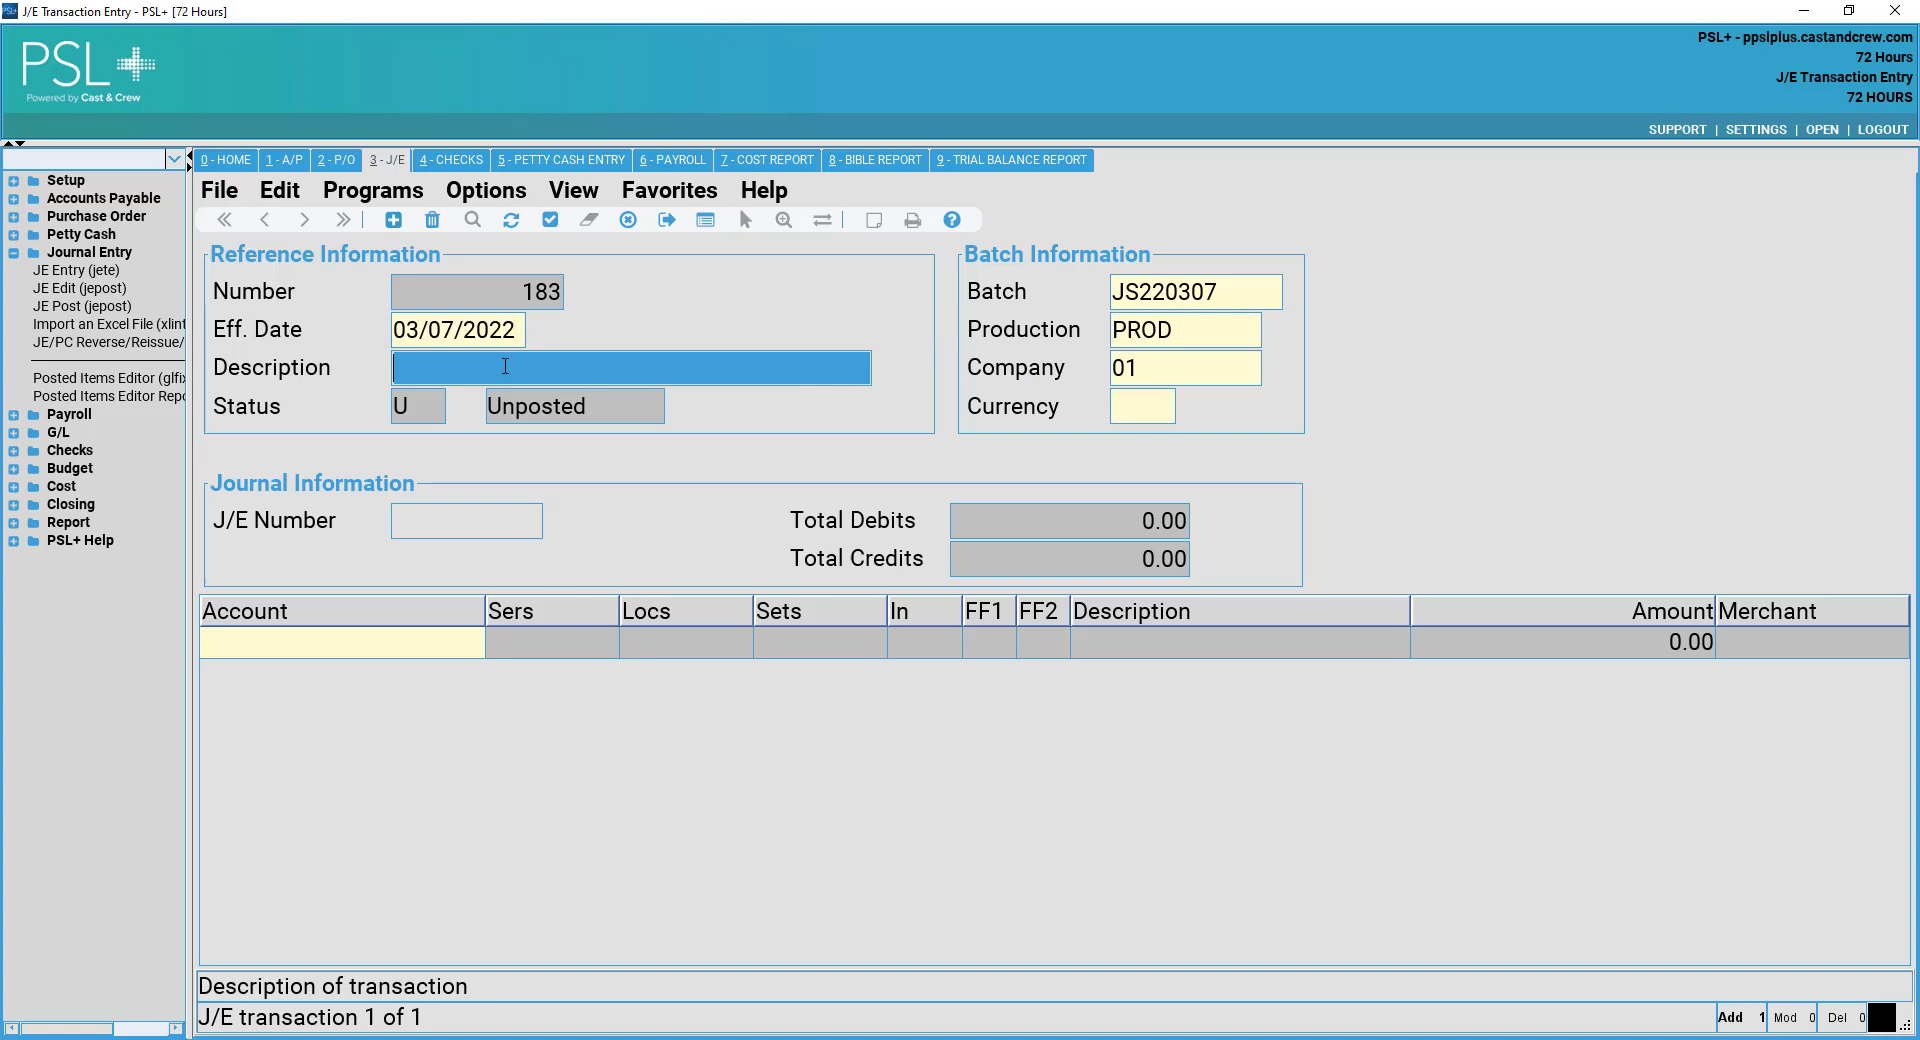 J/E Transaction Entry - PSL+ [72 Hours]
PSL
Powered by Cast & Crew
PSL+ - ppslplus.castandcrew.com
72 Hours
J/E Transaction Entry
72 HOURS
SUPPORT | SETTINGS | OPEN | LOGOUT
0 - HOME 1 - A/P 2 - P/O 3 - J/E 4 - CHECKS 5 - PETTY CASH ENTRY 6 - PAYROLL 7 - COST REPORT 8 - BIBLE REPORT 9 - TRIAL BALANCE REPORT
File Edit Programs Options View Favorites Help
Setup
Accounts Payable
Purchase Order
Petty Cash
Journal Entry
JE Entry (jete)
JE Edit (jepost)
JE Post (jepost)
Import an Excel File (xlint
JE/PC Reverse/Reissue/
Posted Items Editor (glfix
Posted Items Editor Repo
Payroll
G/L
Checks
Budget
Cost
Closing
Report
PSL+ Help
Reference Information
Number 183
Eff. Date 03/07/2022
Description
Status U Unposted
Batch Information
Batch JS220307
Production PROD
Company 01
Currency
Journal Information
J/E Number
Total Debits 0.00
Total Credits 0.00
Account Sers Locs Sets In FF1 FF2 Description Amount Merchant
0.00
Description of transaction
J/E transaction 1 of 1
Add 1 Mod 0 Del 0